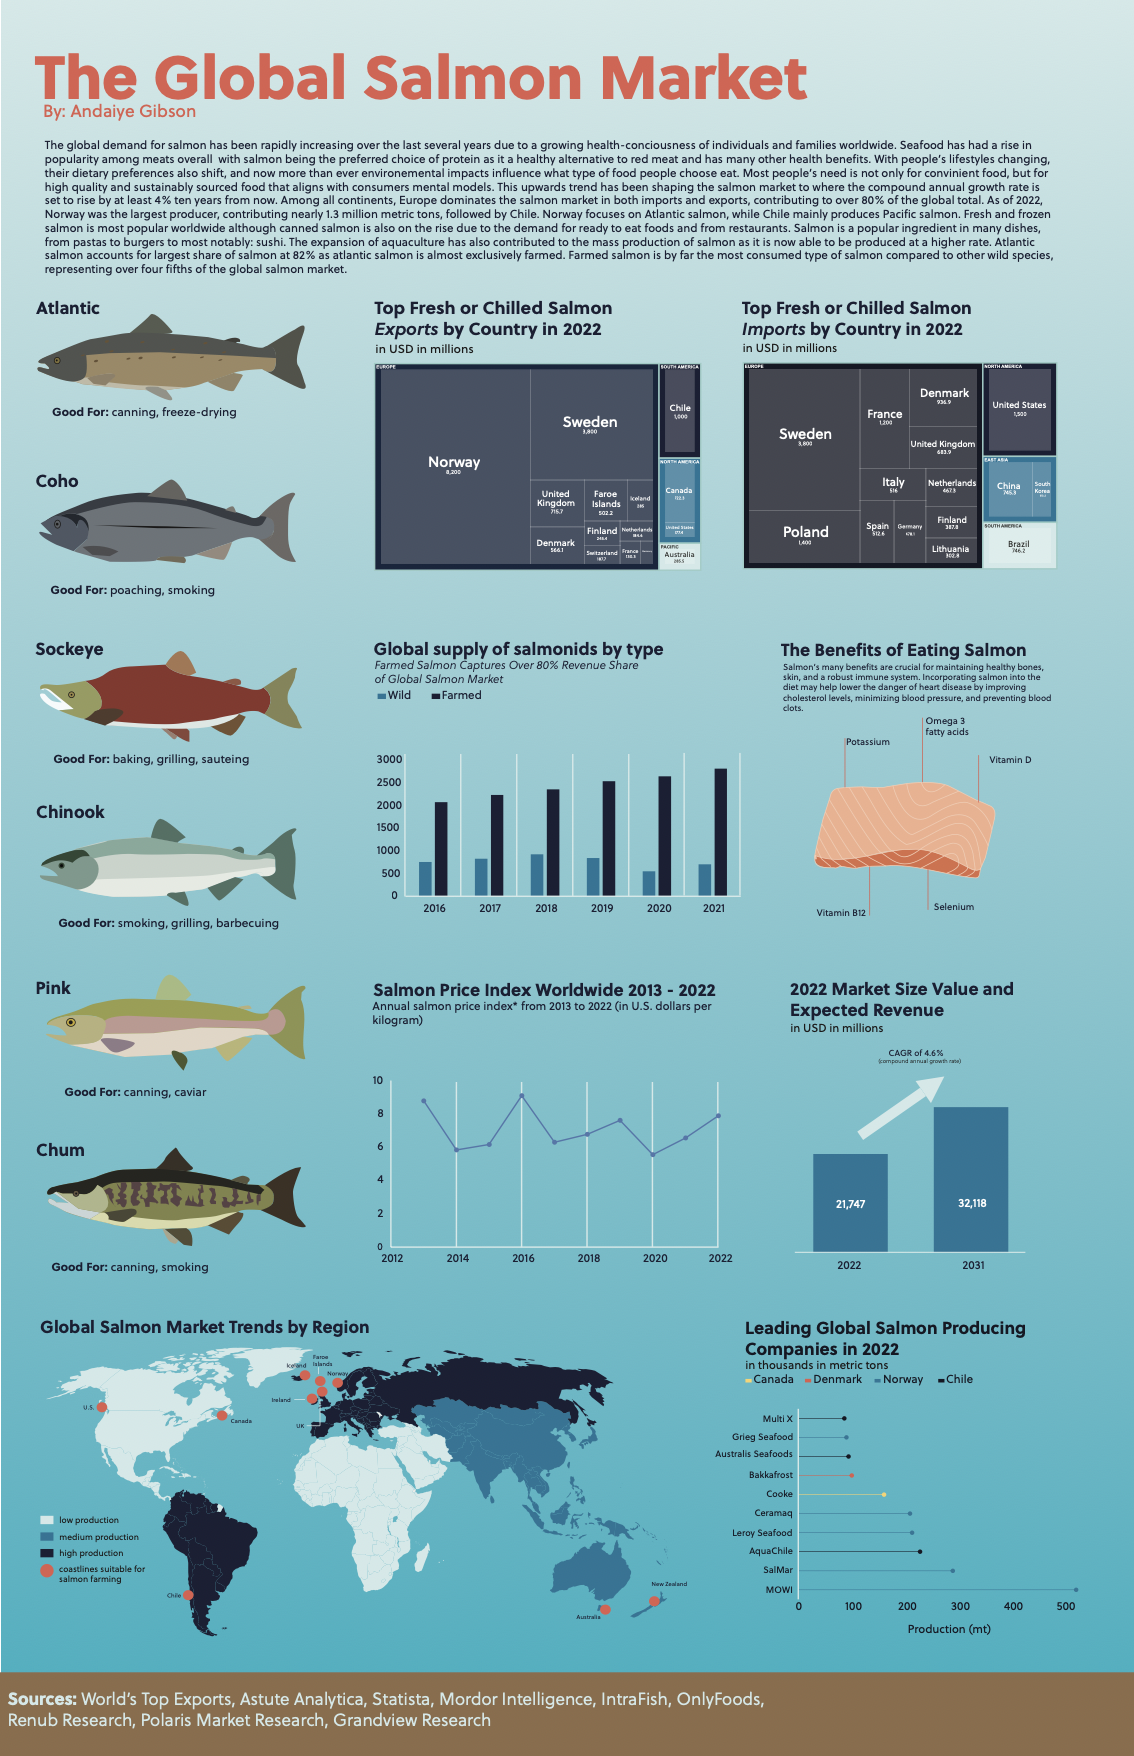 The Global Salmon Market
By: Andaiye Gibson
The global demand for salmon has been rapidly increasing over the last several years due to a growing health-conciousness of individuals and families worldwide. Seafood has had a rise in
popularity among meats overall with salmon being the preferred choice of protein as it a healthy alternative to red meat and has many other health benefits. With people's lifestyles changing,
their dietary preferences also shift, and now more than ever environemental impacts influence what type of food people choose eat. Most people's need is not only for convinient food, but for
high quality and sustainably sourced food that aligns with consumers mental models. This upwards trend has been shaping the salmon market to where the compound annual growth rate is
set to rise by at least 4% ten years from now. Among all continents, Europe dominates the salmon market in both imports and exports, contributing to over 80% of the global total. As of 2022,
Norway was the largest producer, contributing nearly 1.3 million metric tons, followed by Chile. Norway focuses on Atlantic salmon, while Chile mainly produces Pacific salmon. Fresh and frozen
salmon is most popular worldwide although canned salmon is also on the rise due to the demand for ready to eat foods and from restaurants. Salmon is a popular ingredient in many dishes,
from pastas to burgers to most notably: sushi. The expansion of aquaculture has also contributed to the mass production of salmon as it is now able to be produced at a higher rate. Atlantic
salmon accounts for largest share of salmon at 82% as atlantic salmon is almost exclusively farmed. Farmed salmon is by far the most consumed type of salmon compared to other wild species,
representing over four fifths of the global salmon market.
Atlantic
Good For: canning, freeze-drying
Coho
Good For: poaching, smoking
Sockeye
Good For: baking, grilling, sauteing
Chinook
Good For: smoking, grilling, barbecuing
Pink
Good For: canning, caviar
Chum
Good For: canning, smoking
Top Fresh or Chilled Salmon
Exports by Country in 2022
in USD in millions
EUROPE
Norway
8,200
Sweden
3,800
United
Kingdom
715.7
Faroe
Islands
502.2
Iceland
Denmark
566.1
Finland
Netherlands
Switzerland
France
SOUTH AMERICA
Chile
1,000
NORTH AMERICA
Canada
United States
PACIFIC
Australia
Top Fresh or Chilled Salmon
Imports by Country in 2022
in USD in millions
EUROPE
Sweden
3,800
Poland
1,400
France
1,200
Denmark
936.9
United Kingdom
683.9
Italy
516
Netherlands
467.3
Spain
512.6
Germany
Finland
387.8
Lithuania
302.8
NORTH AMERICA
United States
1,500
EAST ASIA
China
745.3
South
Korea
SOUTH AMERICA
Brazil
746.2
Global supply of salmonids by type
Farmed Salmon Captures Over 80% Revenue Share
of Global Salmon Market
Wild Farmed
3000
2500
2000
1500
1000
500
0
2016 2017 2018 2019 2020 2021
The Benefits of Eating Salmon
Salmon's many benefits are crucial for maintaining healthy bones,
skin, and a robust immune system. Incorporating salmon into the
diet may help lower the danger of heart disease by improving
cholesterol levels, minimizing blood pressure, and preventing blood
clots.
Omega 3
fatty acids
Potassium
Vitamin D
Vitamin B12
Selenium
Salmon Price Index Worldwide 2013 - 2022
Annual salmon price index* from 2013 to 2022 (in U.S. dollars per
kilogram)
10
8
6
4
2
0
2012 2014 2016 2018 2020 2022
2022 Market Size Value and
Expected Revenue
in USD in millions
CAGR of 4.6%
(compound annual growth rate)
21,747
32,118
2022 2031
Global Salmon Market Trends by Region
Iceland
Faroe
Islands
Norway
Ireland
UK
U.S.
Canada
Chile
Australia
New Zealand
low production
medium production
high production
coastlines suitable for
salmon farming
Leading Global Salmon Producing
Companies in 2022
in thousands in metric tons
Canada Denmark Norway Chile
Multi X
Grieg Seafood
Australis Seafoods
Bakkafrost
Cooke
Ceramaq
Leroy Seafood
AquaChile
SalMar
MOWI
0 100 200 300 400 500
Production (mt)
Sources: World's Top Exports, Astute Analytica, Statista, Mordor Intelligence, IntraFish, OnlyFoods,
Renub Research, Polaris Market Research, Grandview Research